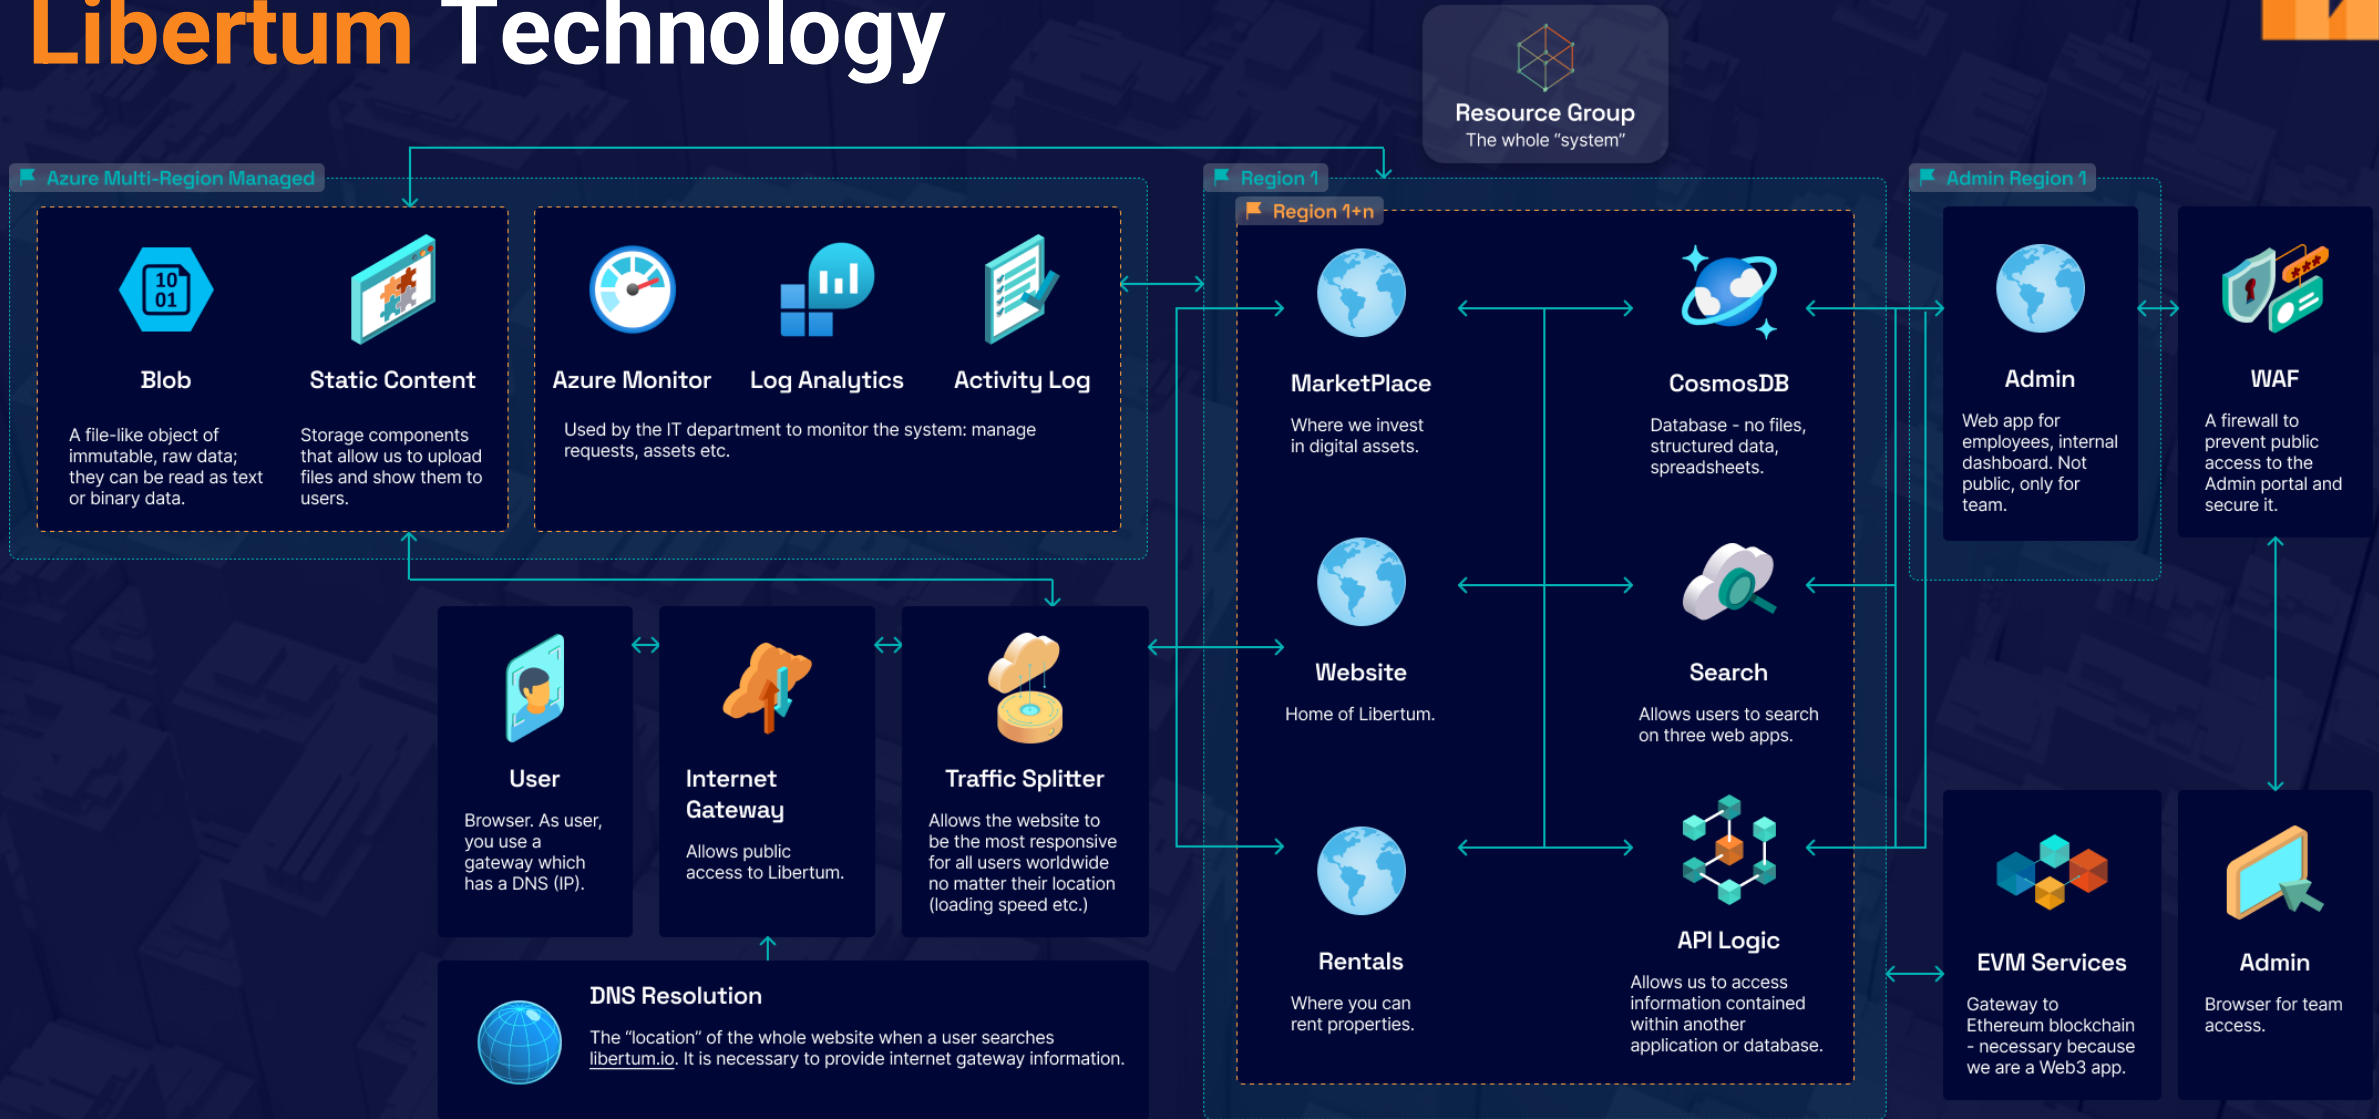 Libertum Technology
Resource Group
The whole “system”
Azure Multi-Region Managed
Blob
A file-like object of
immutable, raw data;
they can be read as text
or binary data.
10
01
Static Content
Storage components
that allow us to upload
files and show them to
users.
Azure Monitor
Log Analytics
Activity Log
Used by the IT department to monitor the system: manage
requests, assets etc.
Region 1
Region 1+n
MarketPlace
Where we invest
in digital assets.
CosmosDB
Database - no files,
structured data,
spreadsheets.
Website
Home of Libertum.
Search
Allows users to search
on three web apps.
Rentals
Where you can
rent properties.
API Logic
Allows us to access
information contained
within another
application or database.
Admin Region 1
Admin
Web app for
employees, internal
dashboard. Not
public, only for
team.
WAF
A firewall to
prevent public
access to the
Admin portal and
secure it.
User
Browser. As user,
you use a
gateway which
has a DNS (IP).
Internet
Gateway
Allows public
access to Libertum.
Traffic Splitter
Allows the website to
be the most responsive
for all users worldwide
no matter their location
(loading speed etc.)
DNS Resolution
The “location” of the whole website when a user searches
libertum.io. It is necessary to provide internet gateway information.
EVM Services
Gateway to
Ethereum blockchain
- necessary because
we are a Web3 app.
Admin
Browser for team
access.